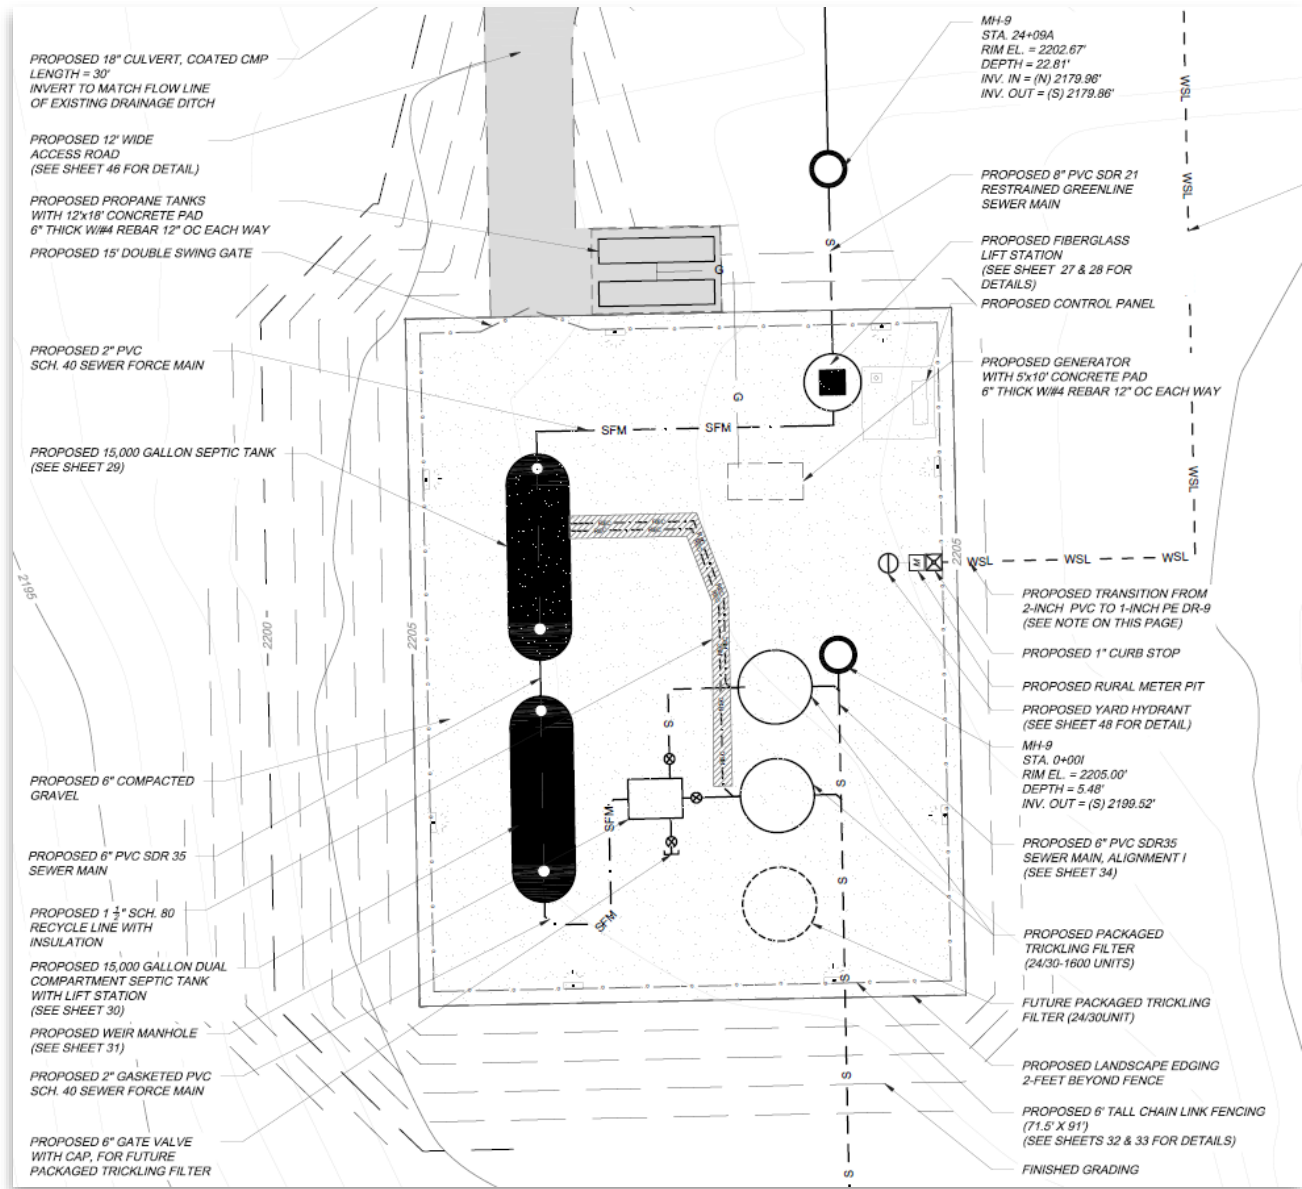 PROPOSED 18" CULVERT, COATED CMP
LENGTH = 30'
INVERT TO MATCH FLOW LINE
OF EXISTING DRAINAGE DITCH
PROPOSED 12' WIDE
ACCESS ROAD
(SEE SHEET 46 FOR DETAIL)
PROPOSED PROPANE TANKS
WITH 12'x18' CONCRETE PAD
6" THICK W/#4 REBAR 12" OC EACH WAY
PROPOSED 15' DOUBLE SWING GATE
PROPOSED 2" PVC
SCH. 40 SEWER FORCE MAIN
PROPOSED 15,000 GALLON SEPTIC TANK
(SEE SHEET 29)
PROPOSED 6" COMPACTED
GRAVEL
PROPOSED 6" PVC SDR 35
SEWER MAIN
PROPOSED 1 1/2" SCH. 80
RECYCLE LINE WITH
INSULATION
PROPOSED 15,000 GALLON DUAL
COMPARTMENT SEPTIC TANK
WITH LIFT STATION
(SEE SHEET 30)
PROPOSED WEIR MANHOLE
(SEE SHEET 31)
PROPOSED 2" GASKETED PVC
SCH. 40 SEWER FORCE MAIN
PROPOSED 6" GATE VALVE
WITH CAP, FOR FUTURE
PACKAGED TRICKLING FILTER
2195
2200
2205
G
G
S
SFM
SFM
S
SFM
SFM
M
S
S
S
S
S
2205
WSL
WSL
WSL
WSL
WSL
WSL
MH-9
STA. 24+09A
RIM EL. = 2202.67'
DEPTH = 22.81'
INV. IN = (N) 2179.96'
INV. OUT = (S) 2179.86'
PROPOSED 8" PVC SDR 21
RESTRAINED GREENLINE
SEWER MAIN
PROPOSED FIBERGLASS
LIFT STATION
(SEE SHEET 27 & 28 FOR
DETAILS)
PROPOSED CONTROL PANEL
PROPOSED GENERATOR
WITH 5'x10' CONCRETE PAD
6" THICK W/#4 REBAR 12" OC EACH WAY
PROPOSED TRANSITION FROM
2-INCH PVC TO 1-INCH PE DR-9
(SEE NOTE ON THIS PAGE)
PROPOSED 1" CURB STOP
PROPOSED RURAL METER PIT
PROPOSED YARD HYDRANT
(SEE SHEET 48 FOR DETAIL)
MH-9
STA. 0+00I
RIM EL. = 2205.00'
DEPTH = 5.48'
INV. OUT = (S) 2199.52'
PROPOSED 6" PVC SDR35
SEWER MAIN, ALIGNMENT I
(SEE SHEET 34)
PROPOSED PACKAGED
TRICKLING FILTER
(24/30-1600 UNITS)
FUTURE PACKAGED TRICKLING
FILTER (24/30UNIT)
PROPOSED LANDSCAPE EDGING
2-FEET BEYOND FENCE
PROPOSED 6' TALL CHAIN LINK FENCING
(71.5' X 91')
(SEE SHEETS 32 & 33 FOR DETAILS)
FINISHED GRADING